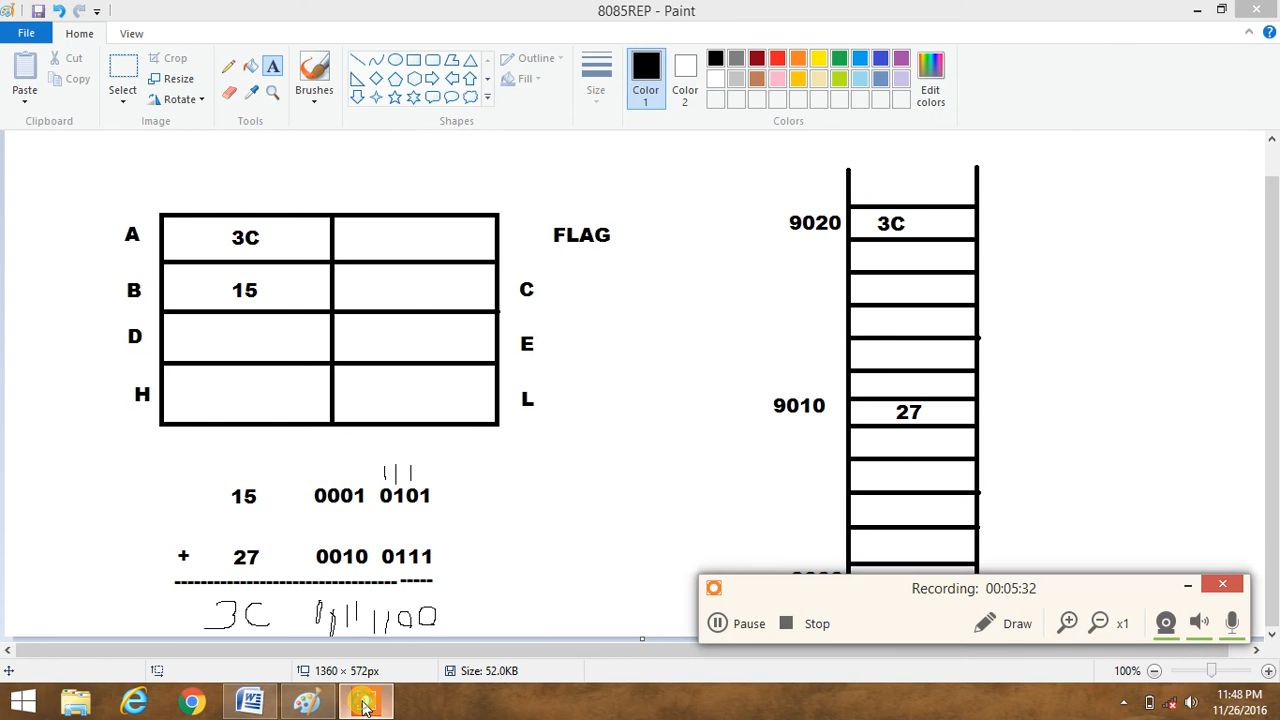 8085REP - Paint
File Home View
Paste
Cut
Copy
Clipboard
Select
Crop
Resize
Rotate
Image
A
Tools
Brushes
Outline
Fill
Shapes
Size
Color 1
Color 2
Edit colors
Colors
A 3C FLAG
B 15 C
D E
H L
9020 3C
9010 27
15 0001 0101
+ 27 0010 0111
3C
Recording: 00:05:32
Pause Stop Draw x1
1360 × 572px
Size: 52.0KB
100%
11:48 PM
11/26/2016